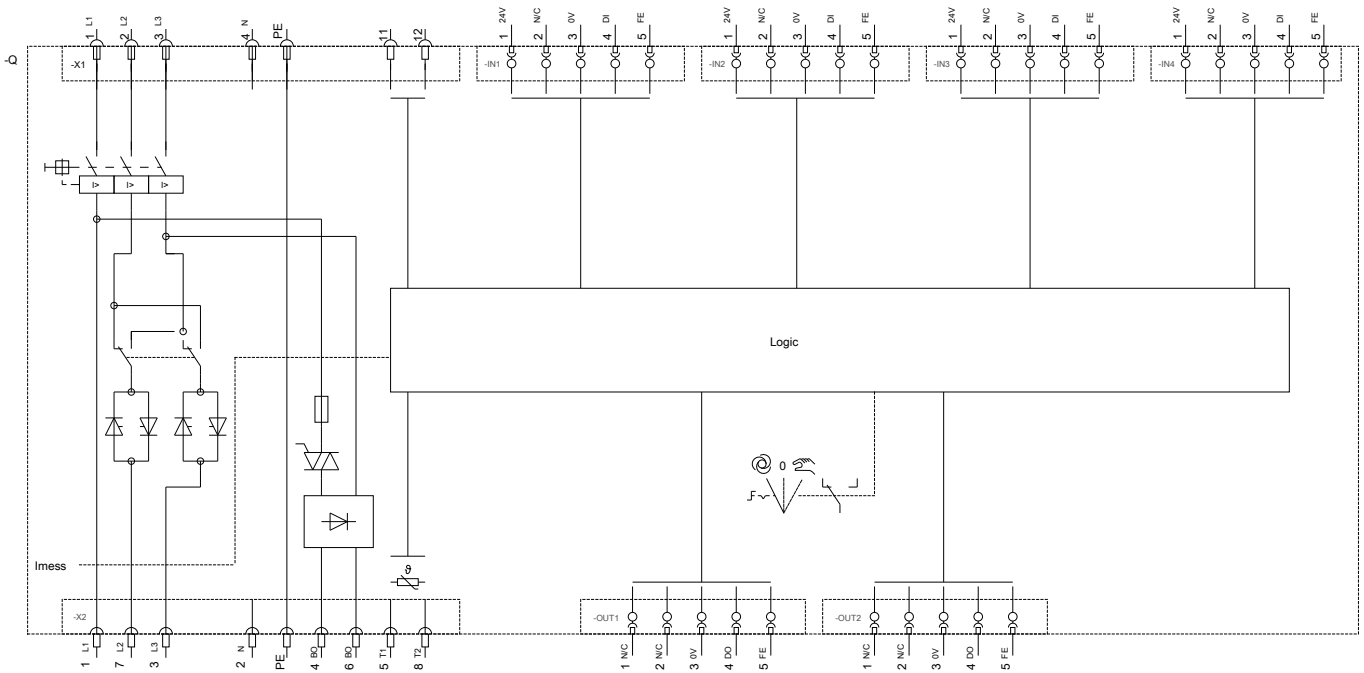 L1 L2 L3 N
1 2 3 4 PE 11 12
24V N/C 0V DI FE
1 2 3 4 5
24V N/C 0V DI FE
1 2 3 4 5
24V N/C 0V DI FE
1 2 3 4 5
24V N/C 0V DI FE
1 2 3 4 5
-Q
-X1
-IN1
-IN2
-IN3
-IN4
I> I> I>
Logic
0
Imess
ϑ
-X2
-OUT1
-OUT2
1 L1 7 L2 3 L3 2 N PE 4 BO 6 BO 5 T1 8 T2
1 N/C 2 N/C 3 0V 4 DO 5 FE
1 N/C 2 N/C 3 0V 4 DO 5 FE